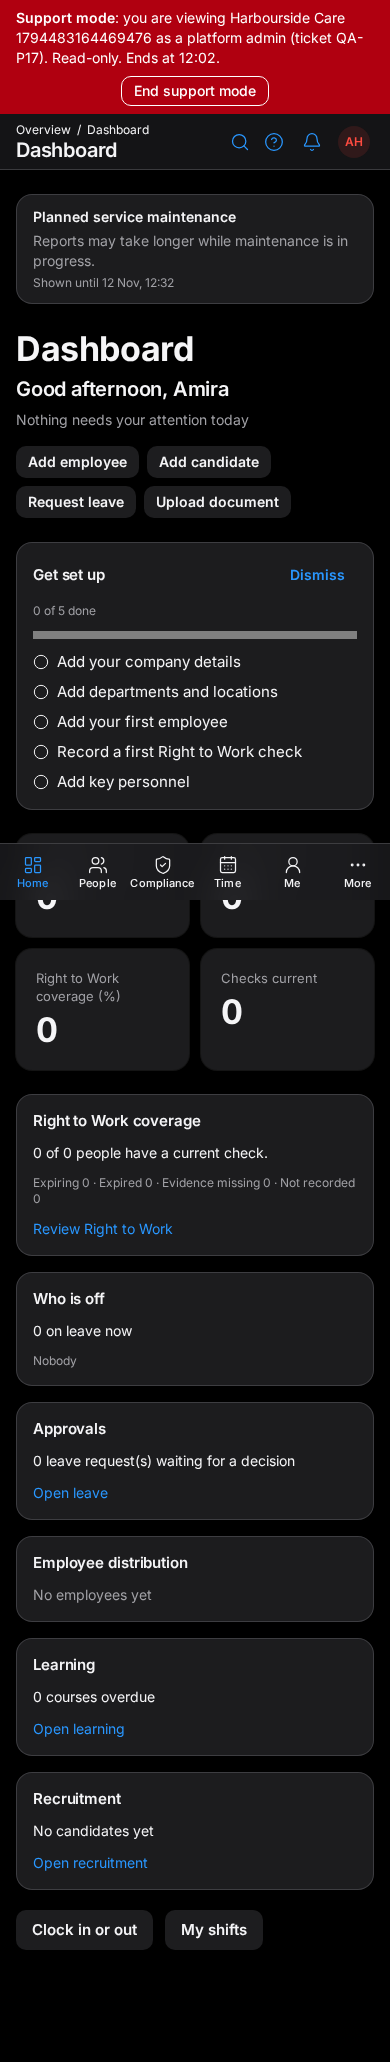 Support mode: you are viewing Harbourside Care
1794483164469476 as a platform admin (ticket QA-
P17). Read-only. Ends at 12:02.
End support mode
Overview / Dashboard
Dashboard
AH
Planned service maintenance
Reports may take longer while maintenance is in
progress.
Shown until 12 Nov, 12:32
Dashboard
Good afternoon, Amira
Nothing needs your attention today
Add employee Add candidate
Request leave Upload document
Get set up Dismiss
0 of 5 done
Add your company details
Add departments and locations
Add your first employee
Record a first Right to Work check
Add key personnel
Home People Compliance Time Me More
0 0
Right to Work
coverage (%)
0
Checks current
0
Right to Work coverage
0 of 0 people have a current check.
Expiring 0 · Expired 0 · Evidence missing 0 · Not recorded
0
Review Right to Work
Who is off
0 on leave now
Nobody
Approvals
0 leave request(s) waiting for a decision
Open leave
Employee distribution
No employees yet
Learning
0 courses overdue
Open learning
Recruitment
No candidates yet
Open recruitment
Clock in or out My shifts